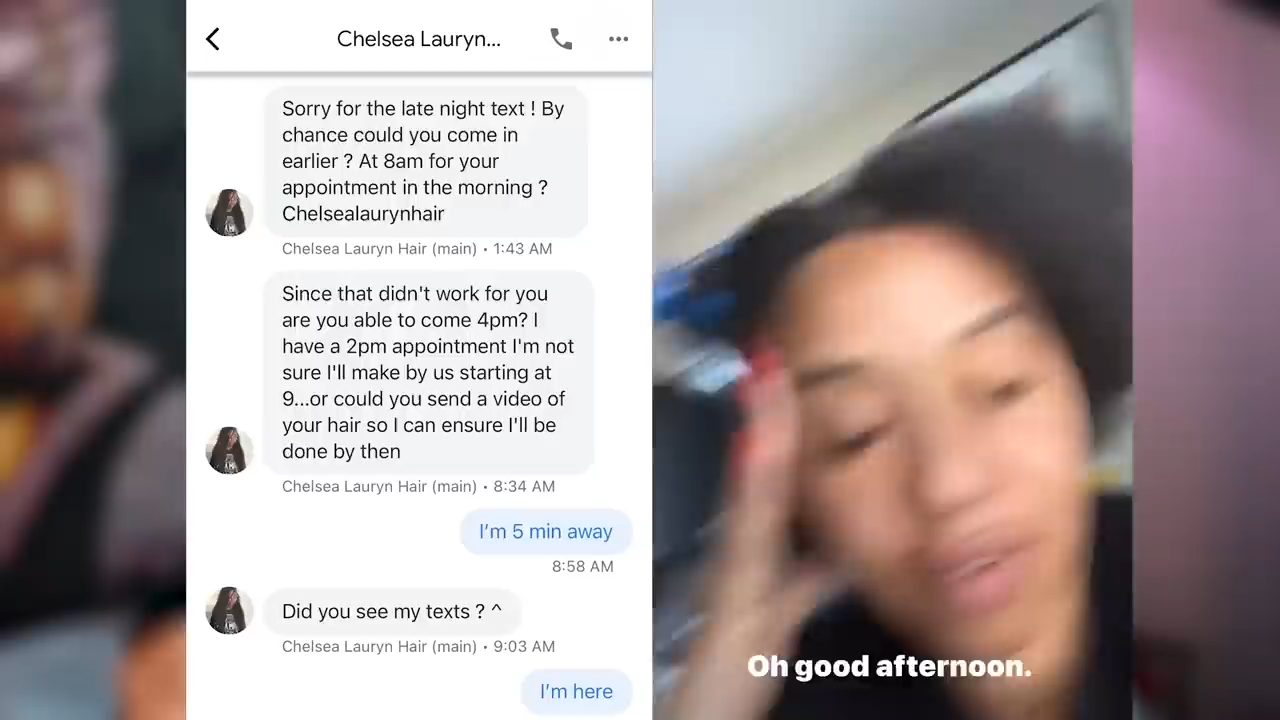 Chelsea Lauryn...
Sorry for the late night text ! By
chance could you come in
earlier ? At 8am for your
appointment in the morning ?
Chelsealaurynhair
Chelsea Lauryn Hair (main) • 1:43 AM
Since that didn't work for you
are you able to come 4pm? I
have a 2pm appointment I'm not
sure I'll make by us starting at
9...or could you send a video of
your hair so I can ensure I'll be
done by then
Chelsea Lauryn Hair (main) • 8:34 AM
I'm 5 min away
8:58 AM
Did you see my texts ? ^
Chelsea Lauryn Hair (main) • 9:03 AM
I'm here
Oh good afternoon.